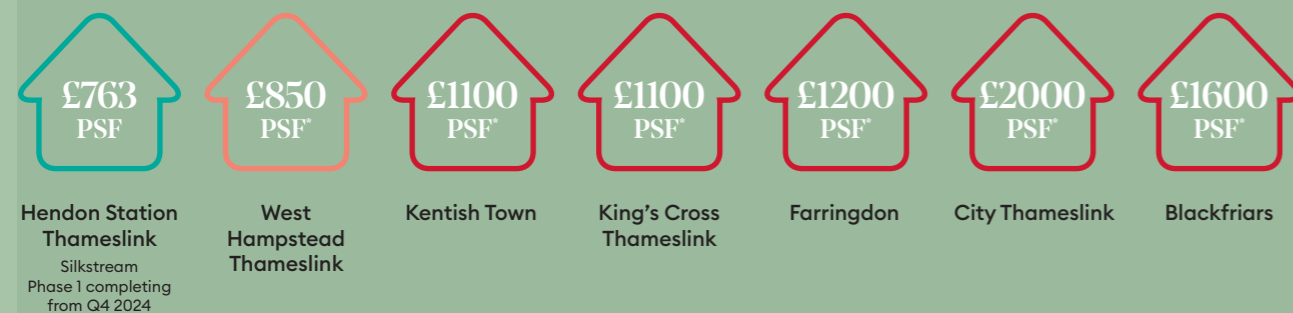 £763
PSF
£850
PSF*
£1100
PSF*
£1100
PSF*
£1200
PSF*
£2000
PSF*
£1600
PSF*
Hendon Station
Thameslink
Silkstream
Phase 1 completing
from Q4 2024
West
Hampstead
Thameslink
Kentish Town
King's Cross
Thameslink
Farringdon
City Thameslink
Blackfriars